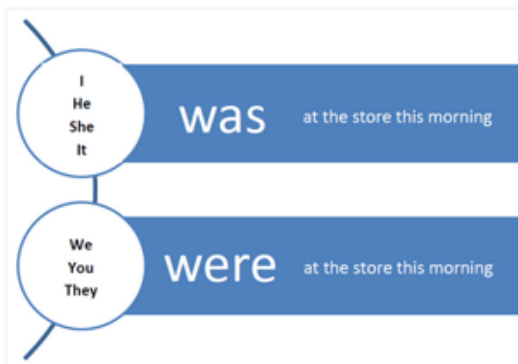 I
He
She
It
was at the store this morning
We
You
They
were at the store this morning